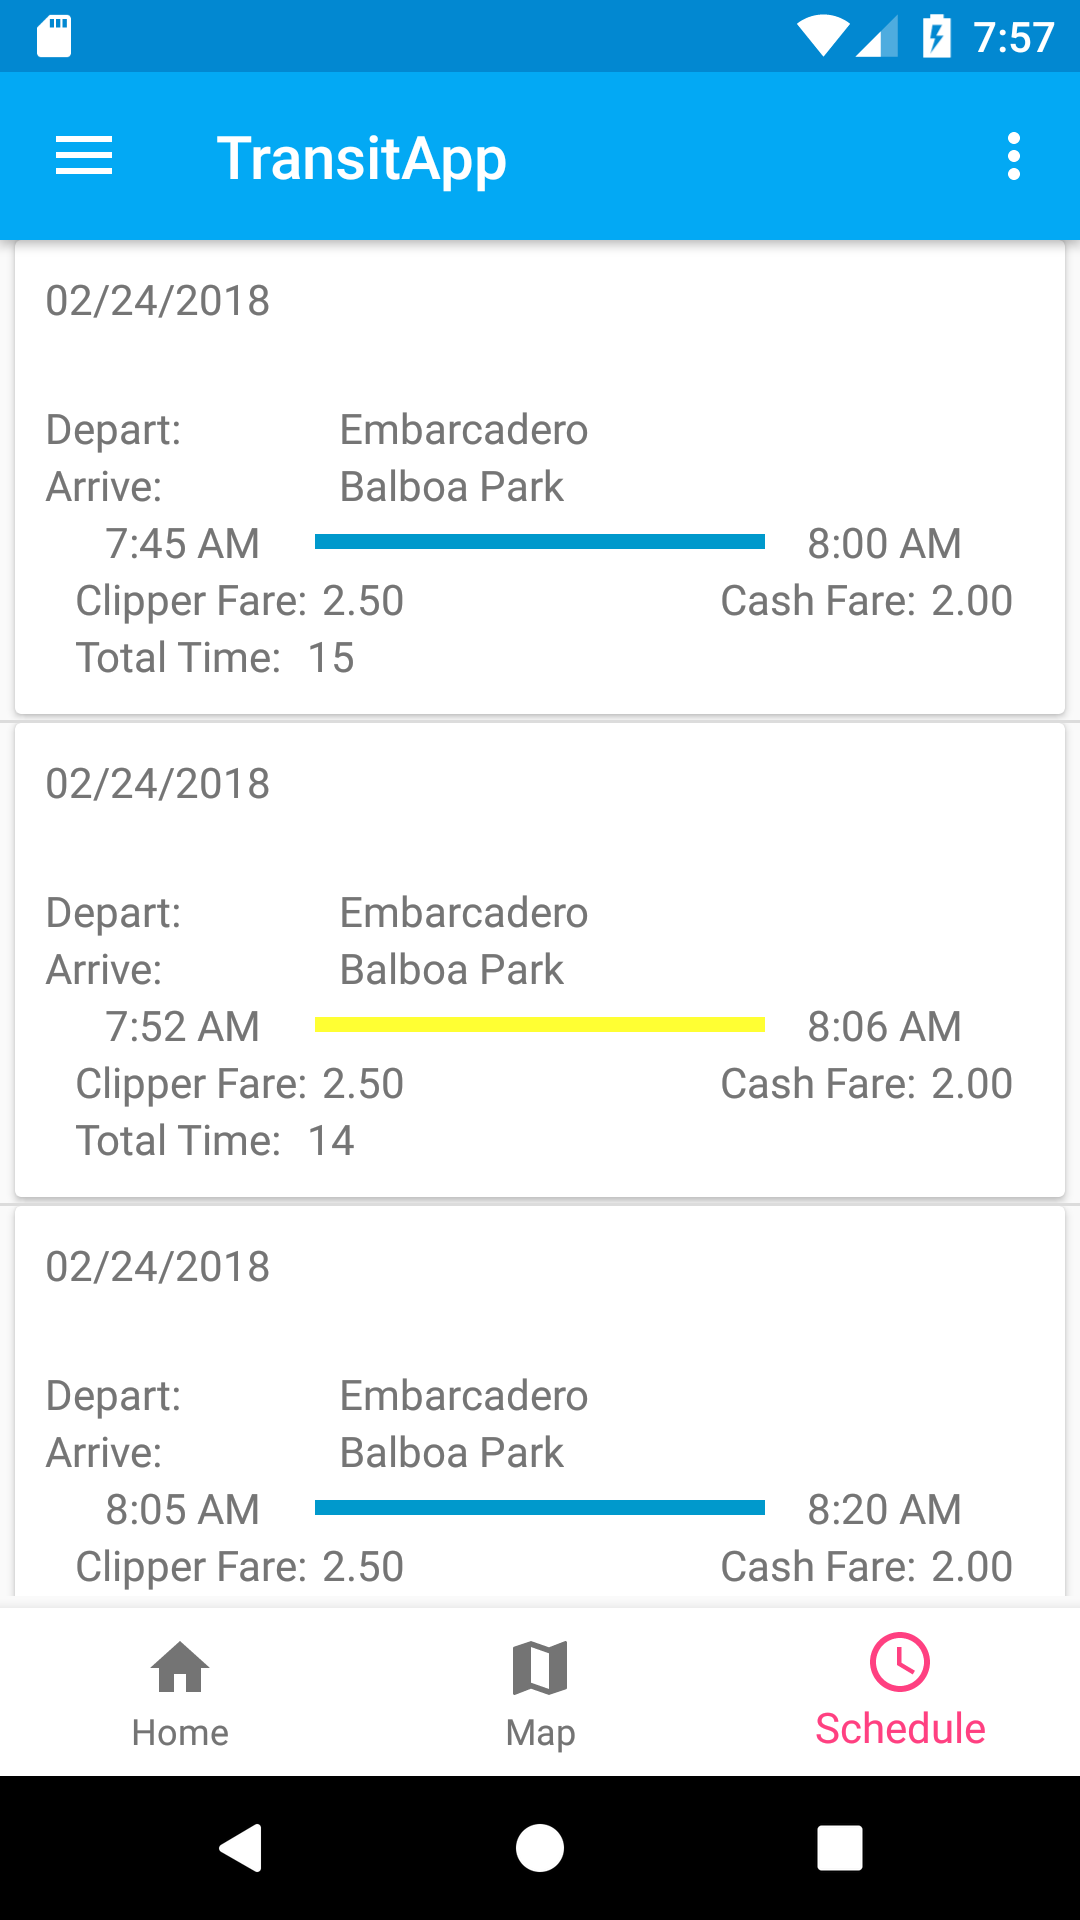 7:57
TransitApp
02/24/2018
Depart: Embarcadero
Arrive: Balboa Park
7:45 AM 8:00 AM
Clipper Fare: 2.50 Cash Fare: 2.00
Total Time: 15
02/24/2018
Depart: Embarcadero
Arrive: Balboa Park
7:52 AM 8:06 AM
Clipper Fare: 2.50 Cash Fare: 2.00
Total Time: 14
02/24/2018
Depart: Embarcadero
Arrive: Balboa Park
8:05 AM 8:20 AM
Clipper Fare: 2.50 Cash Fare: 2.00
Home Map Schedule